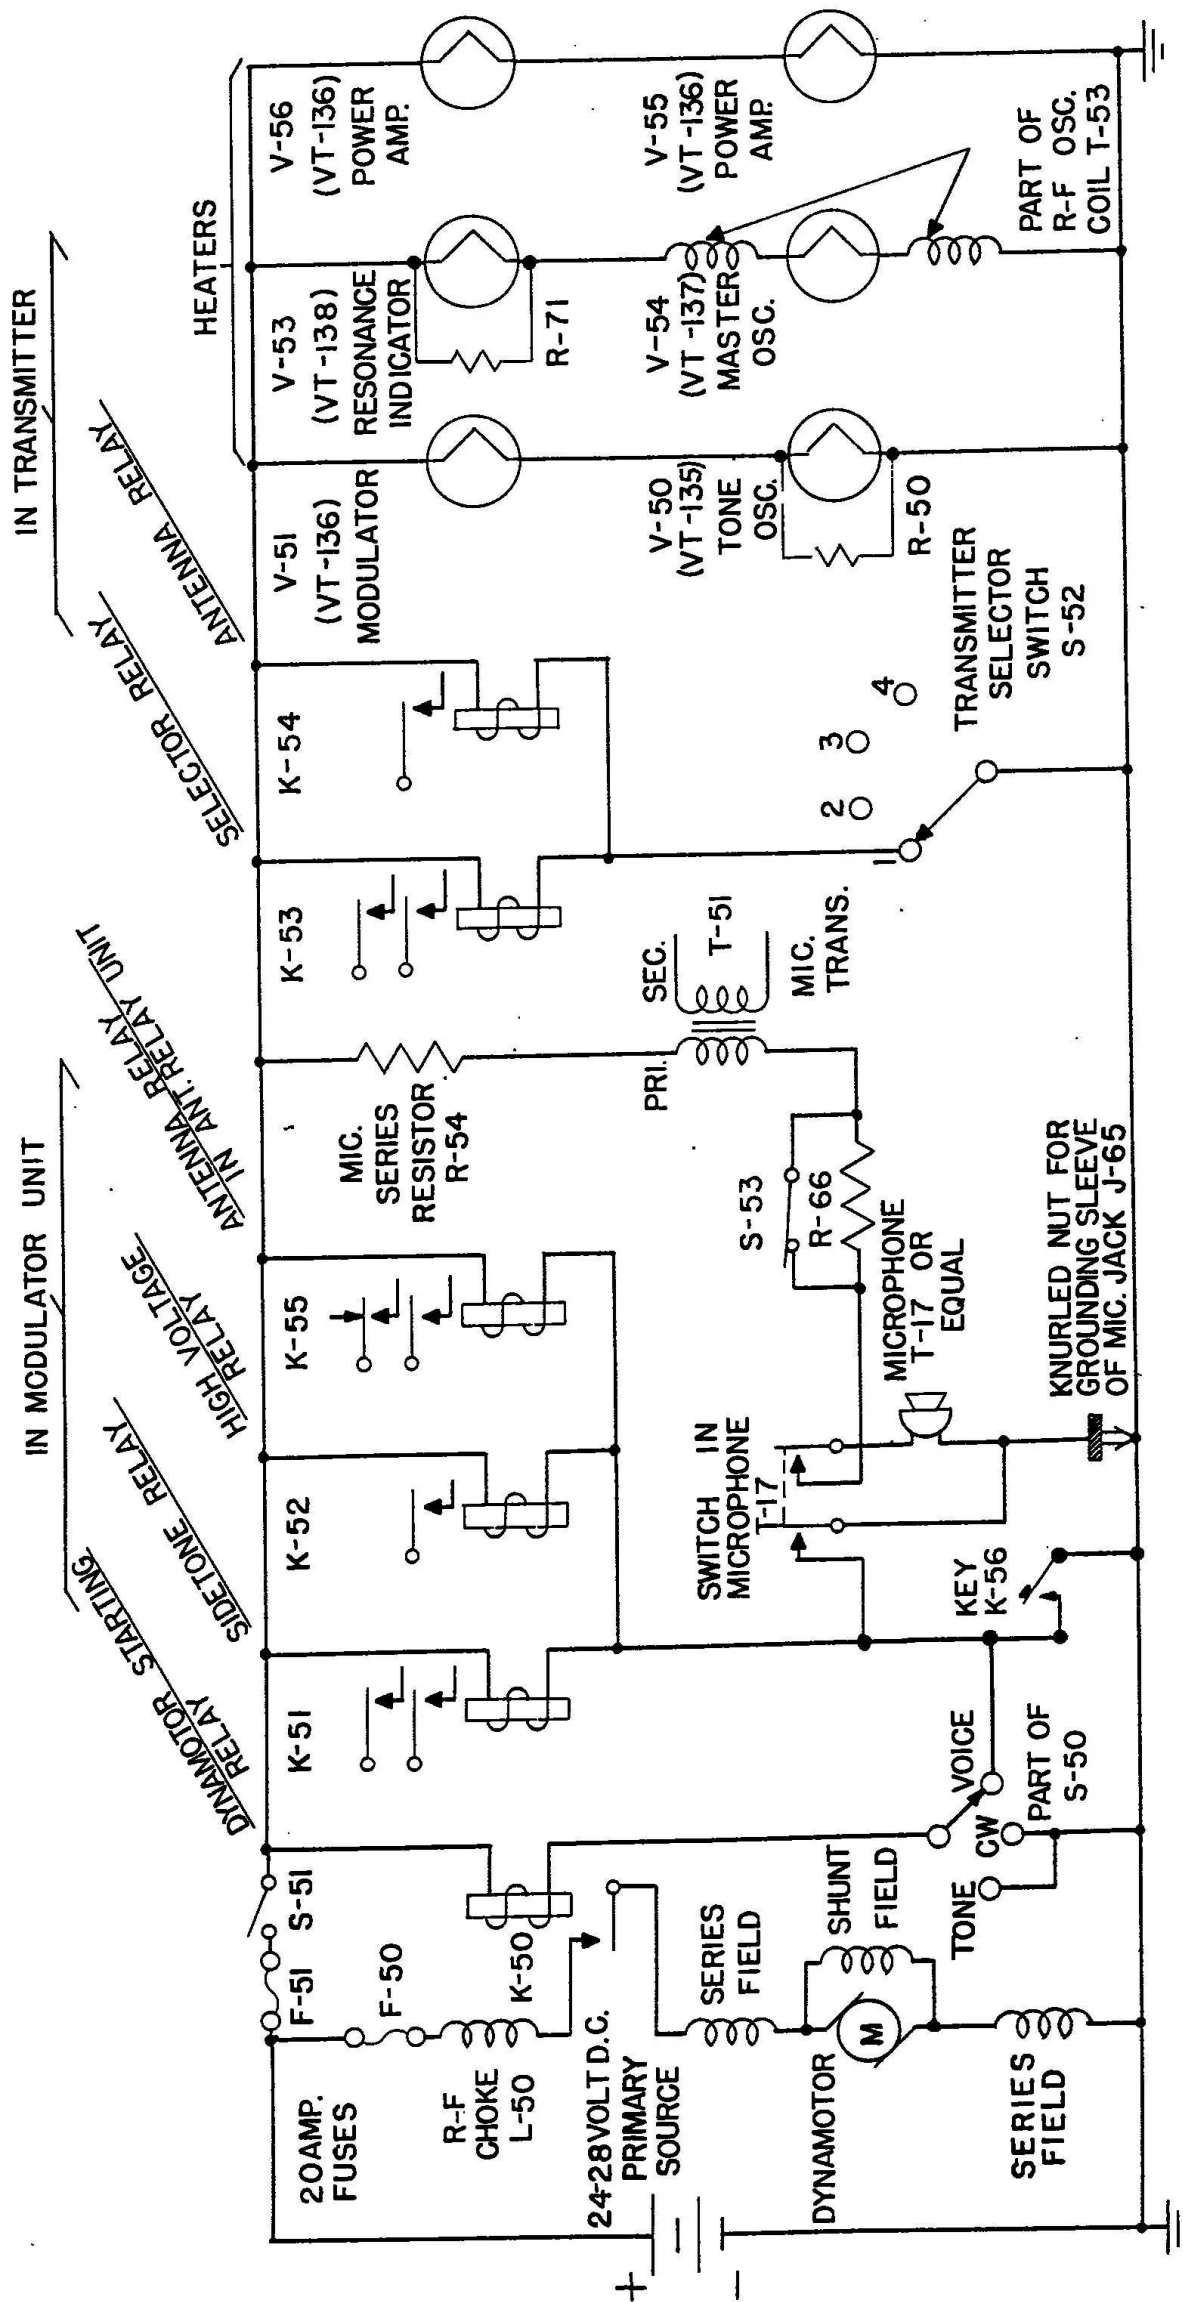 IN MODULATOR UNIT
IN TRANSMITTER
DYNAMOTOR STARTING
RELAY
SIDETONE RELAY
HIGH VOLTAGE
RELAY
ANTENNA RELAY
IN ANT. RELAY UNIT
SELECTOR RELAY
ANTENNA RELAY
HEATERS
F-51
S-51
K-51
K-52
K-55
MIC.
SERIES
RESISTOR
R-54
K-53
K-54
V-51
(VT-136)
MODULATOR
V-53
(VT-138)
RESONANCE
INDICATOR
V-56
(VT-136)
POWER
AMP.
20 AMP.
FUSES
F-50
R-F
CHOKE
L-50
K-50
R-71
24-28 VOLT D.C.
PRIMARY
SOURCE
+
−
SERIES
FIELD
DYNAMOTOR
M
SHUNT
FIELD
SERIES
FIELD
TONE
CW
VOICE
PART OF
S-50
SWITCH IN
MICROPHONE
T-17
KEY
K-56
S-53
R-66
MICROPHONE
T-17 OR
EQUAL
KNURLED NUT FOR
GROUNDING SLEEVE
OF MIC. JACK J-65
PRI.
SEC.
T-51
MIC.
TRANS.
1
2
3
4
TRANSMITTER
SELECTOR
SWITCH
S-52
V-50
(VT-135)
TONE
OSC.
R-50
V-54
(VT-137)
MASTER
OSC.
V-55
(VT-136)
POWER
AMP.
PART OF
R-F OSC.
COIL T-53